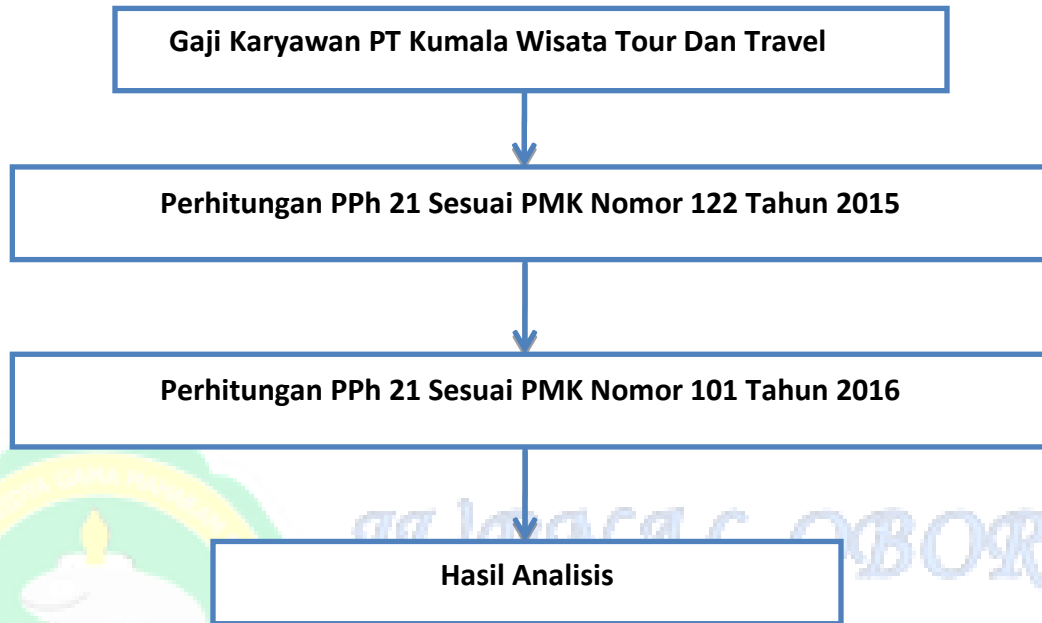 Gaji Karyawan PT Kumala Wisata Tour Dan Travel
Perhitungan PPh 21 Sesuai PMK Nomor 122 Tahun 2015
Perhitungan PPh 21 Sesuai PMK Nomor 101 Tahun 2016
Hasil Analisis